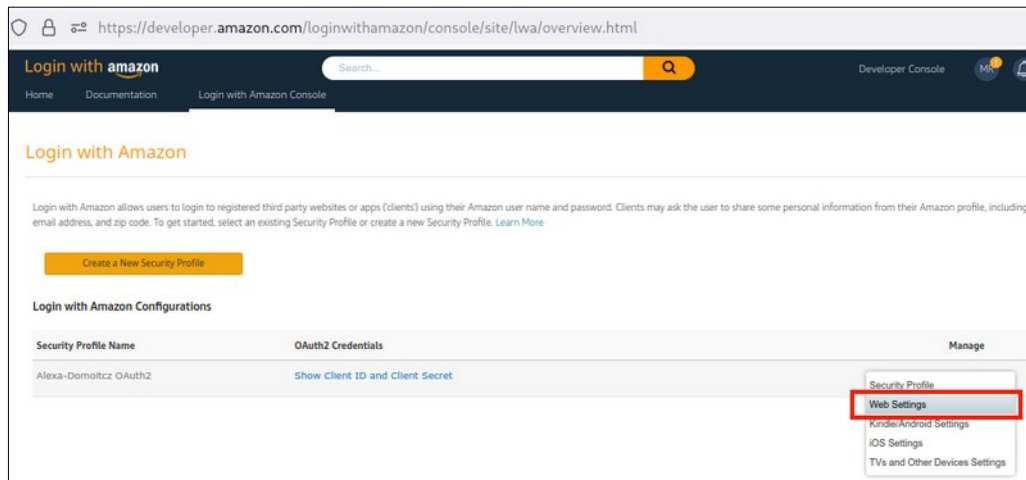 https://developer.amazon.com/loginwithamazon/console/site/lwa/overview.html
Login with amazon
Search...
Developer Console
MR
Home
Documentation
Login with Amazon Console
Login with Amazon
Login with Amazon allows users to login to registered third party websites or apps ('clients') using their Amazon user name and password. Clients may ask the user to share some personal information from their Amazon profile, including
email address, and zip code. To get started, select an existing Security Profile or create a new Security Profile. Learn More
Create a New Security Profile
Login with Amazon Configurations
Security Profile Name
OAuth2 Credentials
Manage
Alexa-Domoitcz OAuth2
Show Client ID and Client Secret
Security Profile
Web Settings
Kindle/Android Settings
iOS Settings
TVs and Other Devices Settings